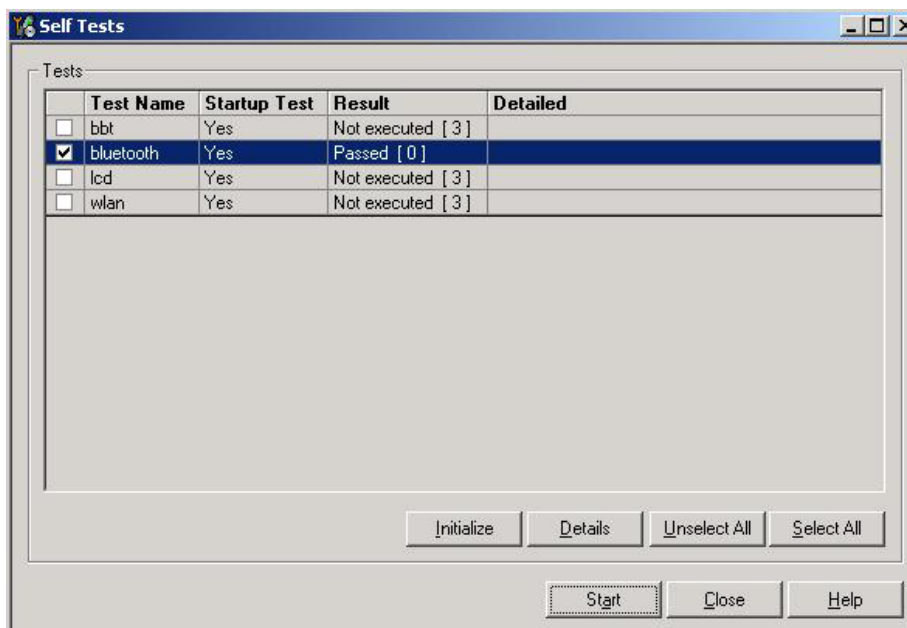 Self Tests
Tests
Test Name Startup Test Result Detailed
bbt Yes Not executed [ 3 ]
bluetooth Yes Passed [ 0 ]
lcd Yes Not executed [ 3 ]
wlan Yes Not executed [ 3 ]
Initialize Details Unselect All Select All
Start Close Help